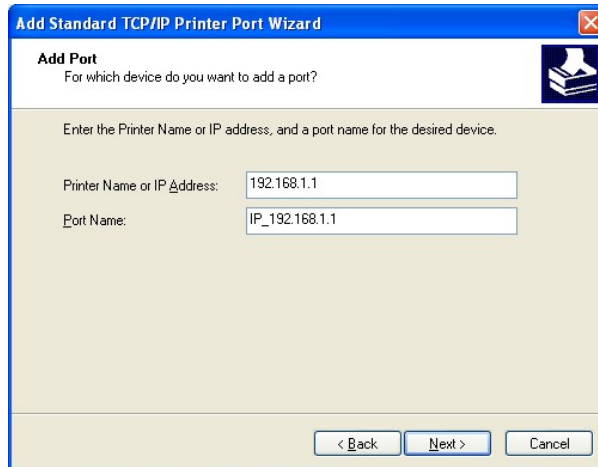 Add Standard TCP/IP Printer Port Wizard
Add Port
For which device do you want to add a port?
Enter the Printer Name or IP address, and a port name for the desired device.
Printer Name or IP Address: 192.168.1.1
Port Name: IP_192.168.1.1
< Back Next > Cancel